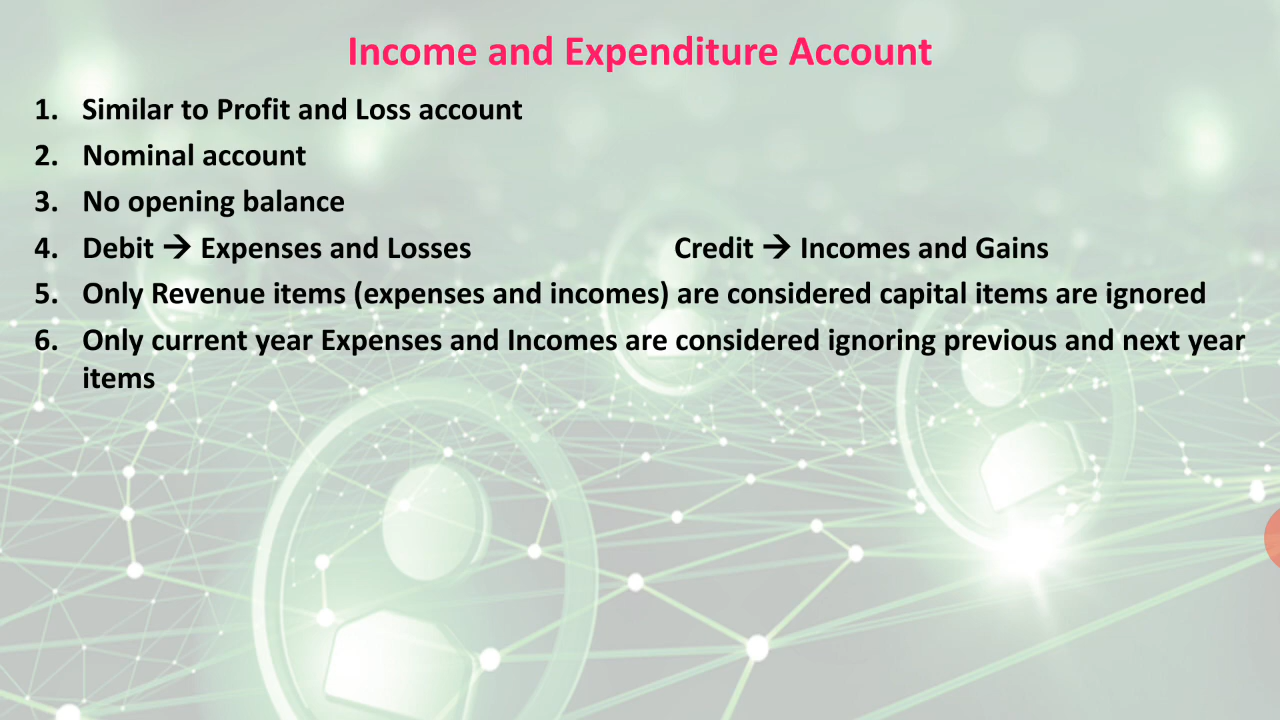 Income and Expenditure Account
1. Similar to Profit and Loss account
2. Nominal account
3. No opening balance
4. Debit → Expenses and Losses Credit → Incomes and Gains
5. Only Revenue items (expenses and incomes) are considered capital items are ignored
6. Only current year Expenses and Incomes are considered ignoring previous and next year
items